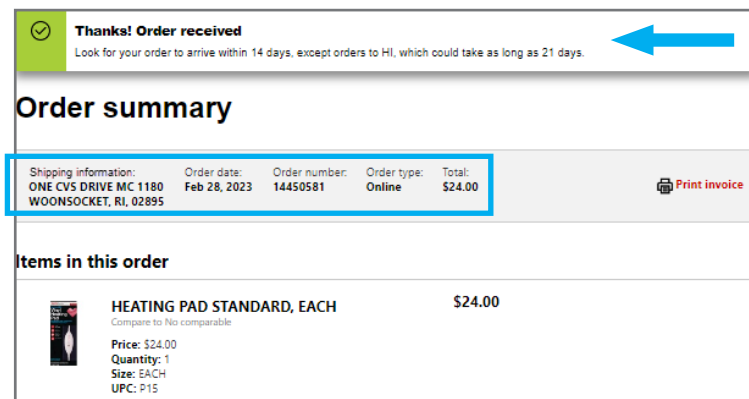 Thanks! Order received
Look for your order to arrive within 14 days, except orders to HI, which could take as long as 21 days.
Order summary
Shipping information: Order date: Order number: Order type: Total:
ONE CVS DRIVE MC 1180 Feb 28, 2023 14450581 Online $24.00
WOONSOCKET, RI, 02895
Print invoice
Items in this order
HEATING PAD STANDARD, EACH $24.00
Compare to No comparable
Price: $24.00
Quantity: 1
Size: EACH
UPC: P15